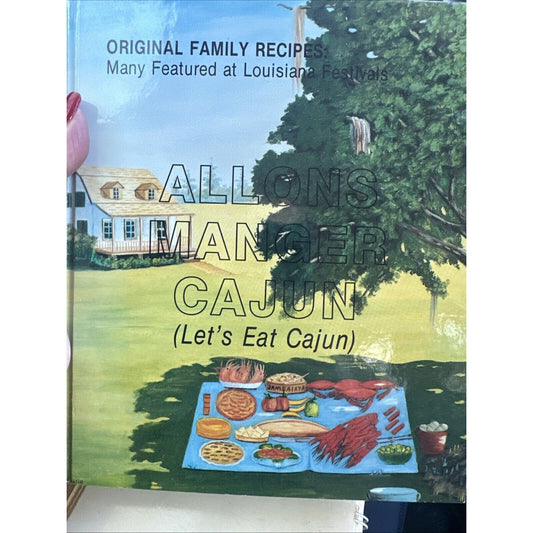 ORIGINAL FAMILY RECIPES:
Many Featured at Louisiana Festivals
ALLONS
MANGER
CAJUN
(Let's Eat Cajun)
JAMBALAYA